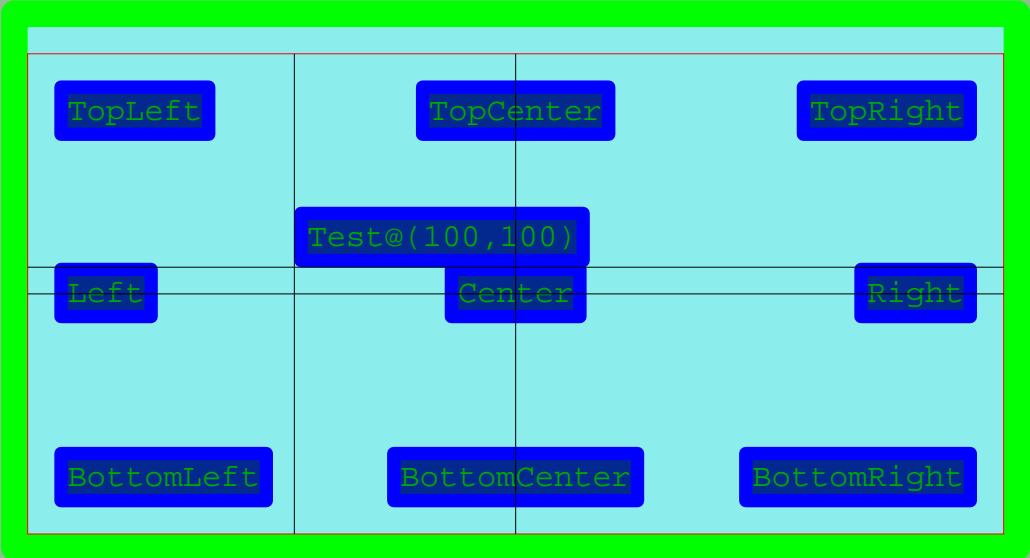 TopLeft
TopCenter
TopRight
Test@(100,100)
Left
Center
Right
BottomLeft
BottomCenter
BottomRight